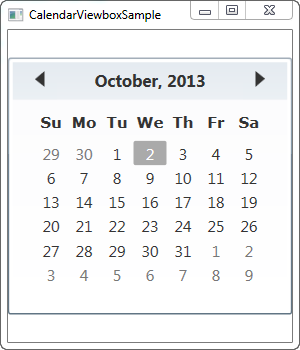 CalendarViewboxSample
October, 2013
Su Mo Tu We Th Fr Sa
29 30 1 2 3 4 5
6 7 8 9 10 11 12
13 14 15 16 17 18 19
20 21 22 23 24 25 26
27 28 29 30 31 1 2
3 4 5 6 7 8 9